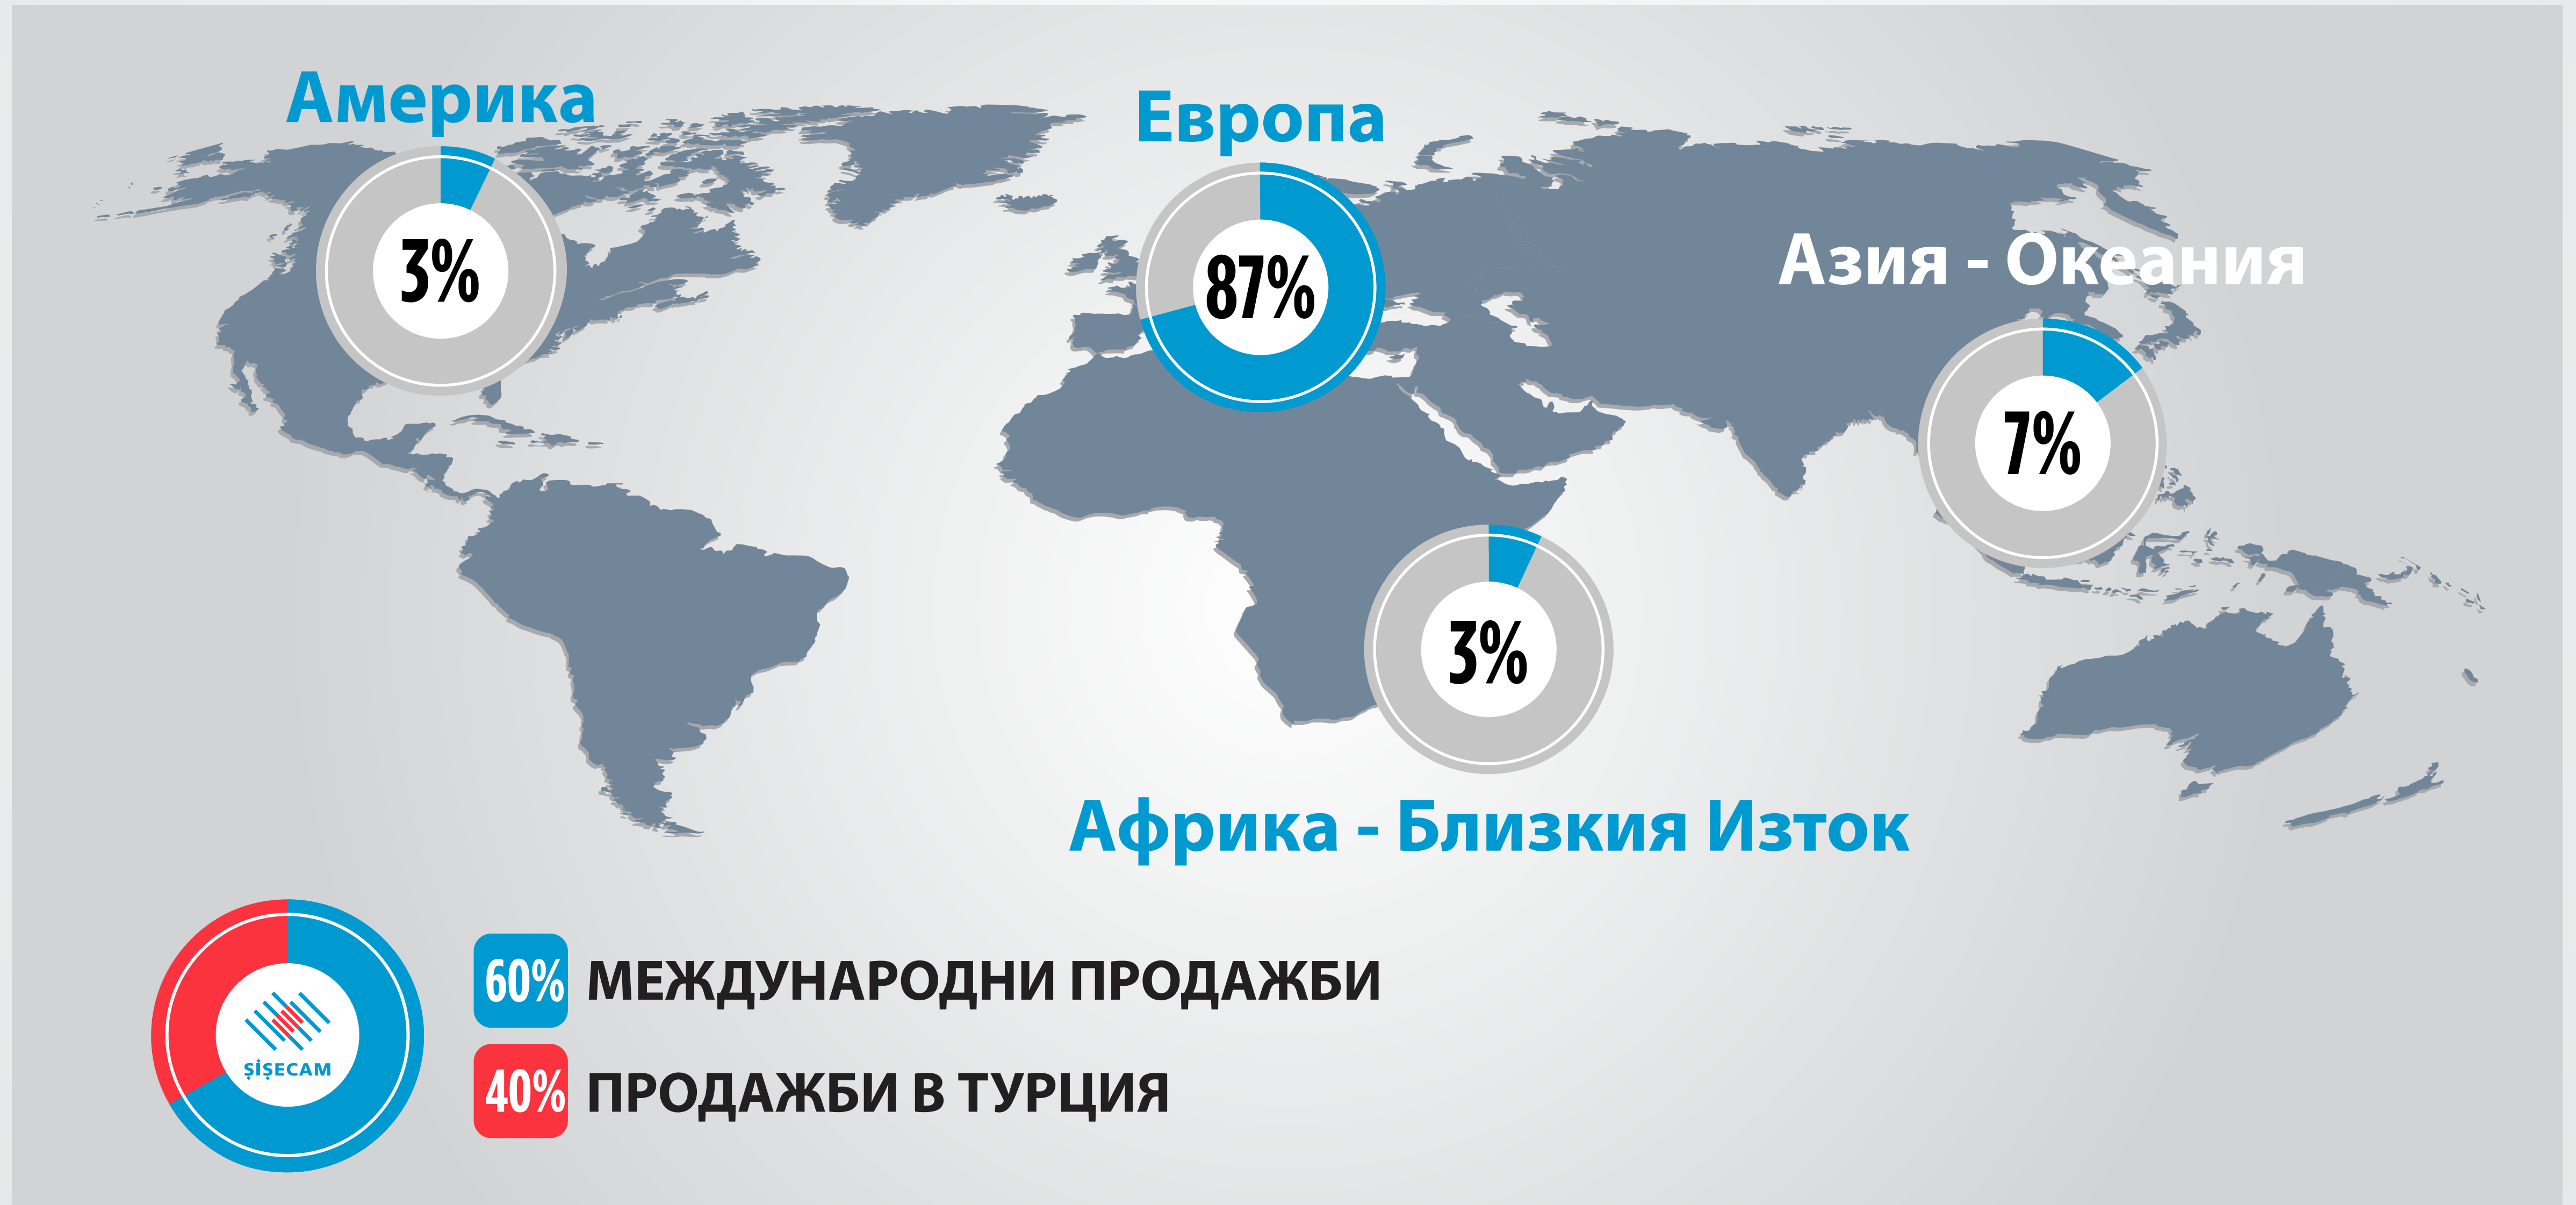 Америка
3%
Европа
87%
Азия - Океания
7%
3%
Африка - Близкия Изток
ŞİŞECAM
60% МЕЖДУНАРОДНИ ПРОДАЖБИ
40% ПРОДАЖБИ В ТУРЦИЯ